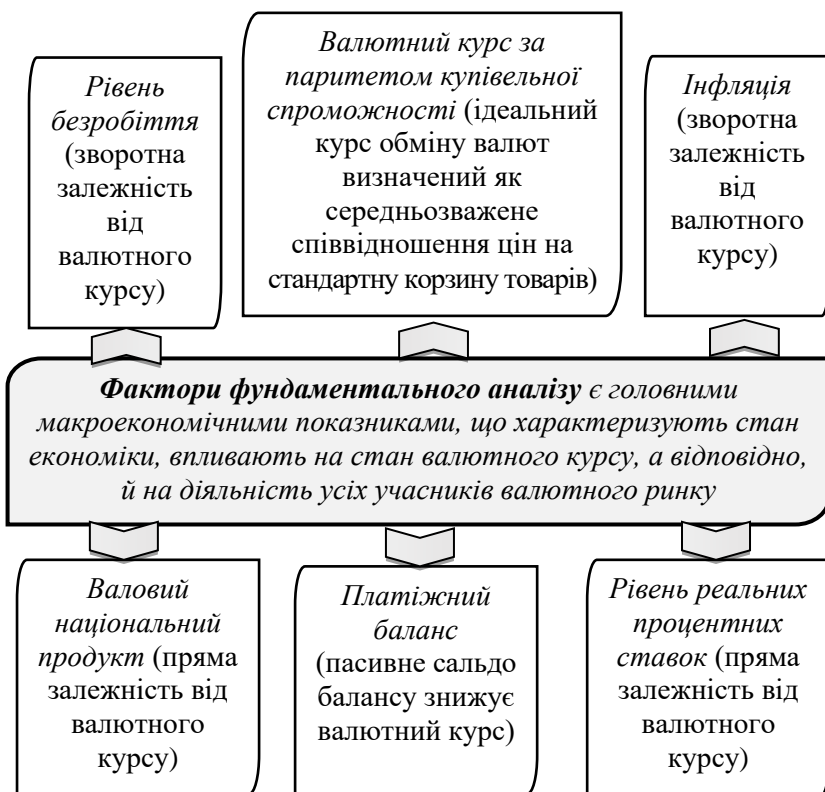 Рівень
безробіття
(зворотна
залежність
від
валютного
курсу)
Валютний курс за
паритетом купівельної
спроможності (ідеальний
курс обміну валют
визначений як
середньозважене
співвідношення цін на
стандартну корзину товарів)
Інфляція
(зворотна
залежність
від
валютного
курсу)
Фактори фундаментального аналізу є головними
макроекономічними показниками, що характеризують стан
економіки, впливають на стан валютного курсу, а відповідно,
й на діяльність усіх учасників валютного ринку
Валовий
національний
продукт (пряма
залежність від
валютного
курсу)
Платіжний
баланс
(пасивне сальдо
балансу знижує
валютний курс)
Рівень реальних
процентних
ставок (пряма
залежність від
валютного
курсу)